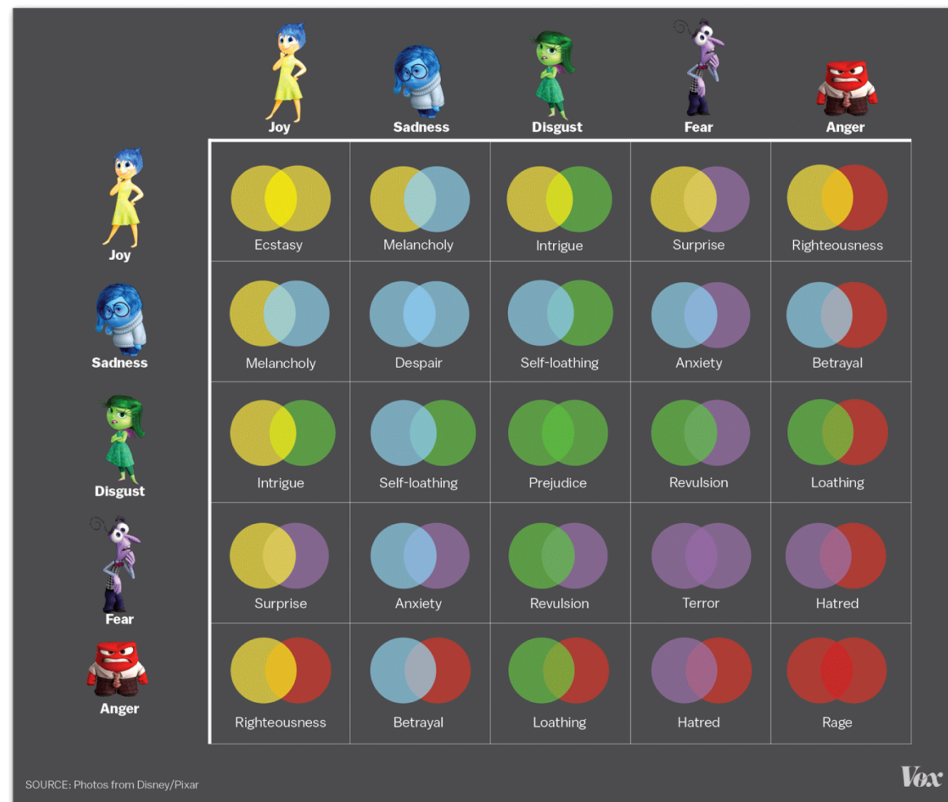 Joy
Sadness
Disgust
Fear
Anger
Joy
Ecstasy
Melancholy
Intrigue
Surprise
Righteousness
Sadness
Melancholy
Despair
Self-loathing
Anxiety
Betrayal
Disgust
Intrigue
Self-loathing
Prejudice
Revulsion
Loathing
Fear
Surprise
Anxiety
Revulsion
Terror
Hatred
Anger
Righteousness
Betrayal
Loathing
Hatred
Rage
SOURCE: Photos from Disney/Pixar
Vox